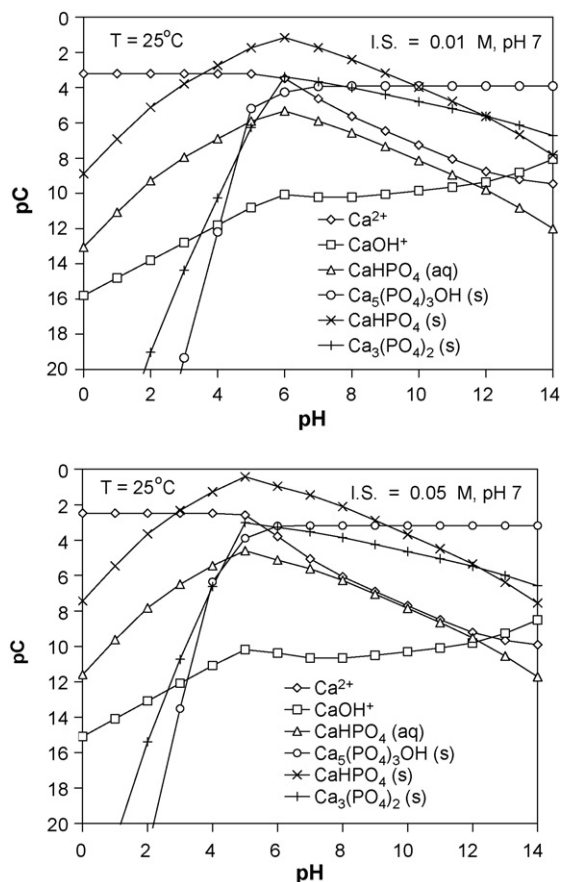 T = 25°C
I.S. = 0.01 M, pH 7
pC
0
2
4
6
8
10
12
14
16
18
20
Ca²⁺
CaOH⁺
CaHPO₄ (aq)
Ca₅(PO₄)₃OH (s)
CaHPO₄ (s)
Ca₃(PO₄)₂ (s)
0 2 4 6 8 10 12 14
pH
T = 25°C
I.S. = 0.05 M, pH 7
pC
0
2
4
6
8
10
12
14
16
18
20
Ca²⁺
CaOH⁺
CaHPO₄ (aq)
Ca₅(PO₄)₃OH (s)
CaHPO₄ (s)
Ca₃(PO₄)₂ (s)
0 2 4 6 8 10 12 14
pH